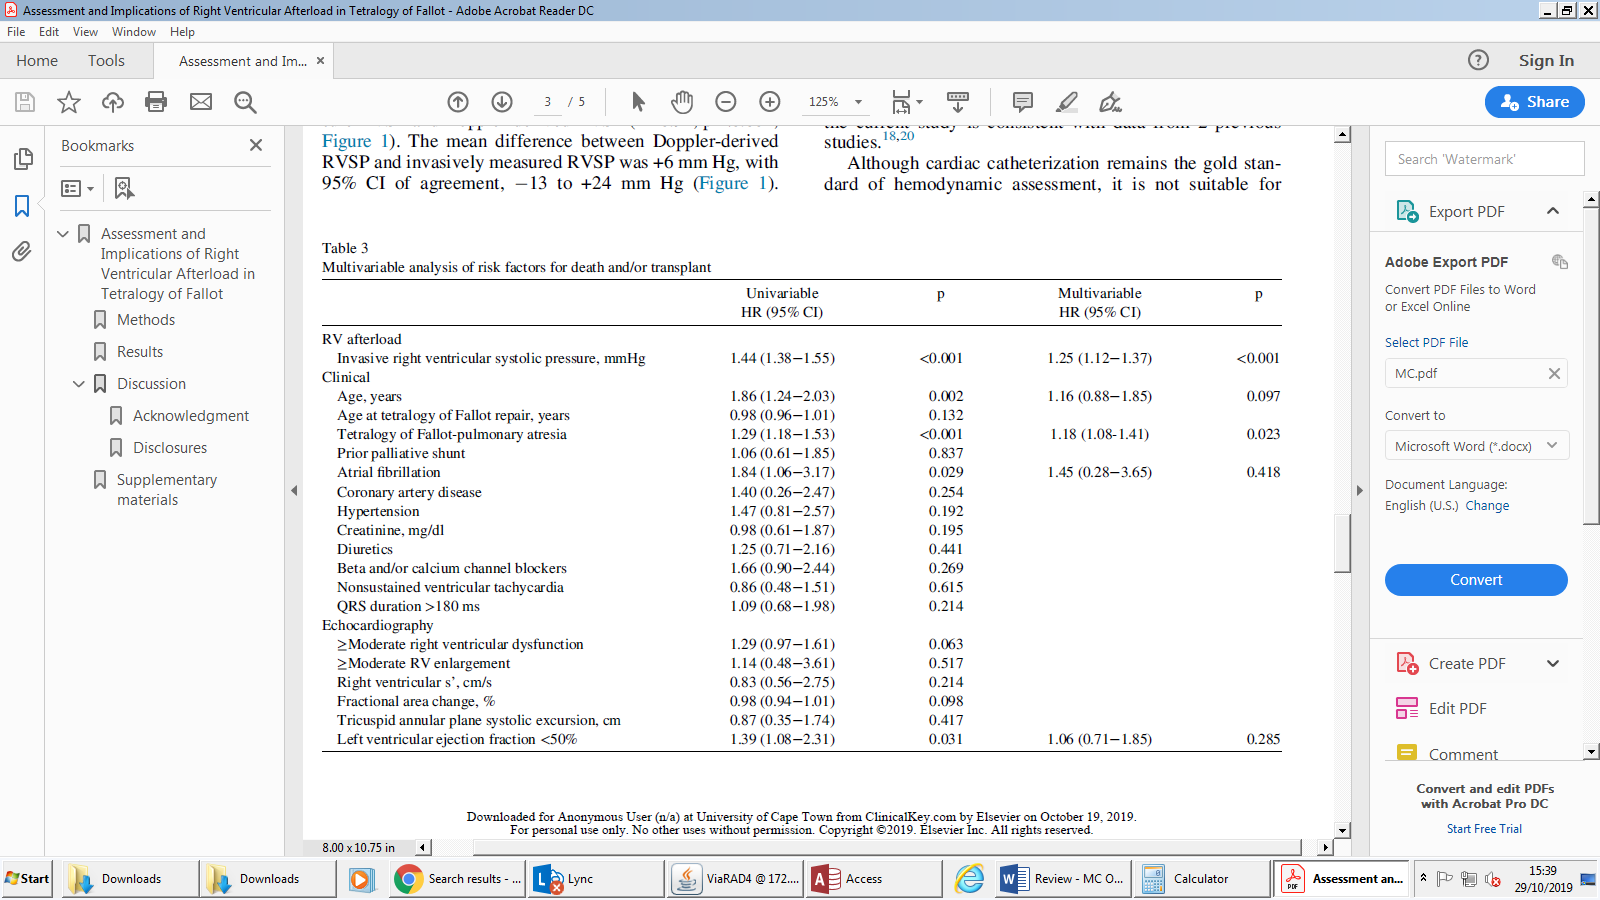 Assessment and Implications of Right Ventricular Afterload in Tetralogy of Fallot - Adobe Acrobat Reader DC
File Edit View Window Help
Home Tools Assessment and Im... × ? Sign In
3 / 5 125% Share
Bookmarks
Assessment and
Implications of Right
Ventricular Afterload in
Tetralogy of Fallot
Methods
Results
Discussion
Acknowledgment
Disclosures
Supplementary
materials
Figure 1). The mean difference between Doppler-derived
RVSP and invasively measured RVSP was +6 mm Hg, with
95% CI of agreement, −13 to +24 mm Hg (Figure 1).
the current study is consistent with data from 2 previous
studies.18,20
Although cardiac catheterization remains the gold stan-
dard of hemodynamic assessment, it is not suitable for
Table 3
Multivariable analysis of risk factors for death and/or transplant
Univariable p Multivariable p
HR (95% CI) HR (95% CI)
RV afterload
Invasive right ventricular systolic pressure, mmHg 1.44 (1.38−1.55) <0.001 1.25 (1.12−1.37) <0.001
Clinical
Age, years 1.86 (1.24−2.03) 0.002 1.16 (0.88−1.85) 0.097
Age at tetralogy of Fallot repair, years 0.98 (0.96−1.01) 0.132
Tetralogy of Fallot-pulmonary atresia 1.29 (1.18−1.53) <0.001 1.18 (1.08-1.41) 0.023
Prior palliative shunt 1.06 (0.61−1.85) 0.837
Atrial fibrillation 1.84 (1.06−3.17) 0.029 1.45 (0.28−3.65) 0.418
Coronary artery disease 1.40 (0.26−2.47) 0.254
Hypertension 1.47 (0.81−2.57) 0.192
Creatinine, mg/dl 0.98 (0.61−1.87) 0.195
Diuretics 1.25 (0.71−2.16) 0.441
Beta and/or calcium channel blockers 1.66 (0.90−2.44) 0.269
Nonsustained ventricular tachycardia 0.86 (0.48−1.51) 0.615
QRS duration >180 ms 1.09 (0.68−1.98) 0.214
Echocardiography
≥Moderate right ventricular dysfunction 1.29 (0.97−1.61) 0.063
≥Moderate RV enlargement 1.14 (0.48−3.61) 0.517
Right ventricular s’, cm/s 0.83 (0.56−2.75) 0.214
Fractional area change, % 0.98 (0.94−1.01) 0.098
Tricuspid annular plane systolic excursion, cm 0.87 (0.35−1.74) 0.417
Left ventricular ejection fraction <50% 1.39 (1.08−2.31) 0.031 1.06 (0.71−1.85) 0.285
Downloaded for Anonymous User (n/a) at University of Cape Town from ClinicalKey.com by Elsevier on October 19, 2019.
For personal use only. No other uses without permission. Copyright ©2019. Elsevier Inc. All rights reserved.
8.00 x 10.75 in
Search 'Watermark'
Export PDF
Adobe Export PDF
Convert PDF Files to Word
or Excel Online
Select PDF File
MC.pdf
Convert to
Microsoft Word (*.docx)
Document Language:
English (U.S.) Change
Convert
Create PDF
Edit PDF
Comment
Convert and edit PDFs
with Acrobat Pro DC
Start Free Trial
Start Downloads Downloads Search results - ... Lync ViaRAD4 @ 172.... Access Review - MC O... Calculator Assessment an... 15:39
29/10/2019